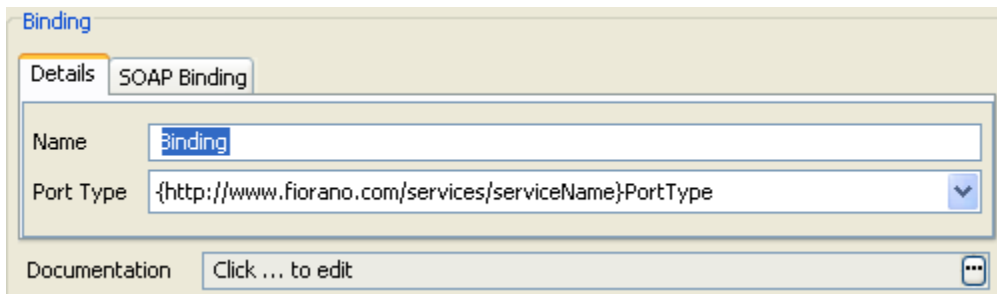 Binding
Details SOAP Binding
Name Binding
Port Type {http://www.fiorano.com/services/serviceName}PortType
Documentation Click ... to edit